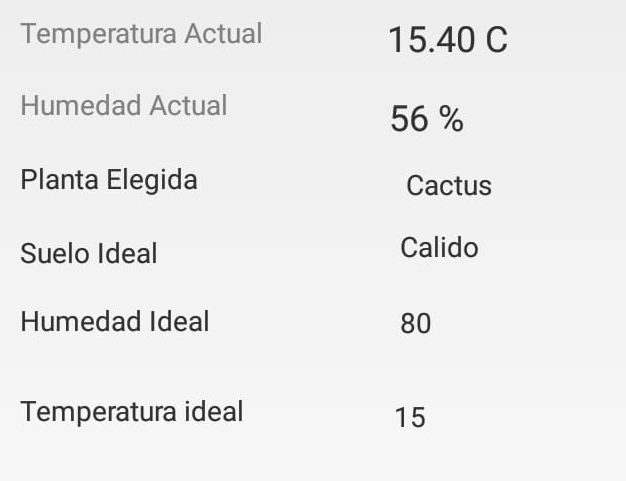 Temperatura Actual 15.40 C
Humedad Actual 56 %
Planta Elegida Cactus
Suelo Ideal Calido
Humedad Ideal 80
Temperatura ideal 15